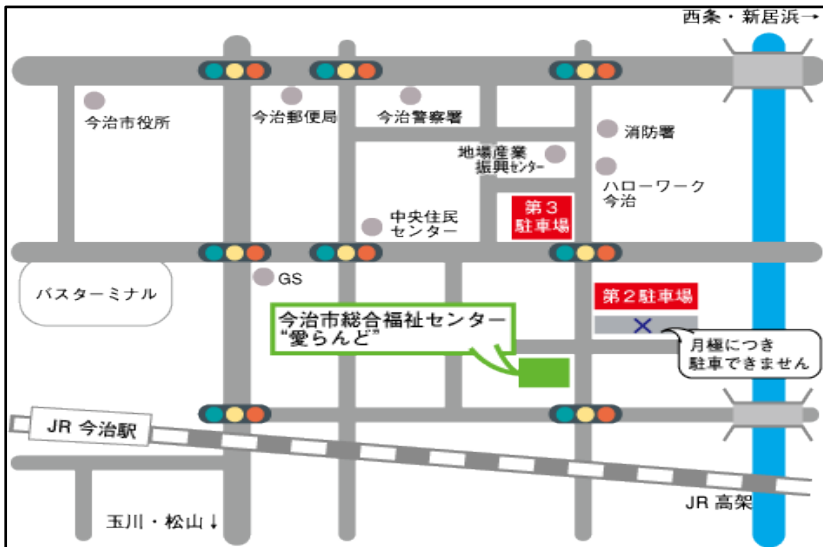 西条・新居浜→
今治市役所
今治郵便局
今治警察署
消防署
地場産業
振興センター
ハローワーク
今治
第3
駐車場
中央住民
センター
GS
バスターミナル
第2駐車場
今治市総合福祉センター
“愛らんど”
月極につき
駐車できません
JR 今治駅
JR 高架
玉川・松山↓